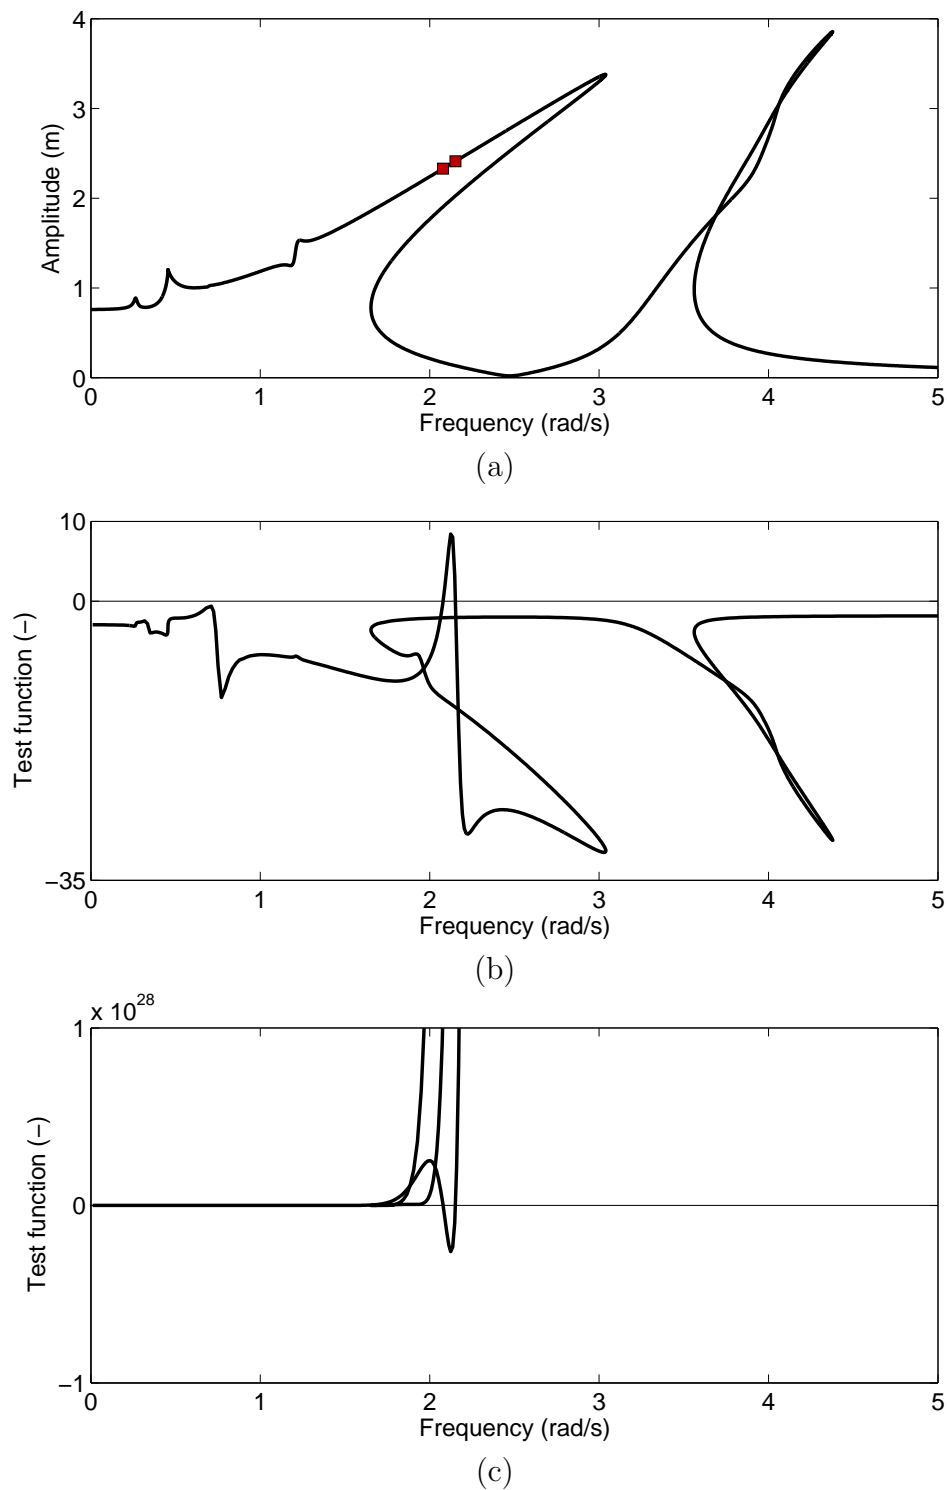 4
3
2
1
0
Amplitude (m)
0 1 2 3 4 5
Frequency (rad/s)
(a)
10
0
−35
Test function (−)
0 1 2 3 4 5
Frequency (rad/s)
(b)
x 10^28
1
0
−1
Test function (−)
0 1 2 3 4 5
Frequency (rad/s)
(c)